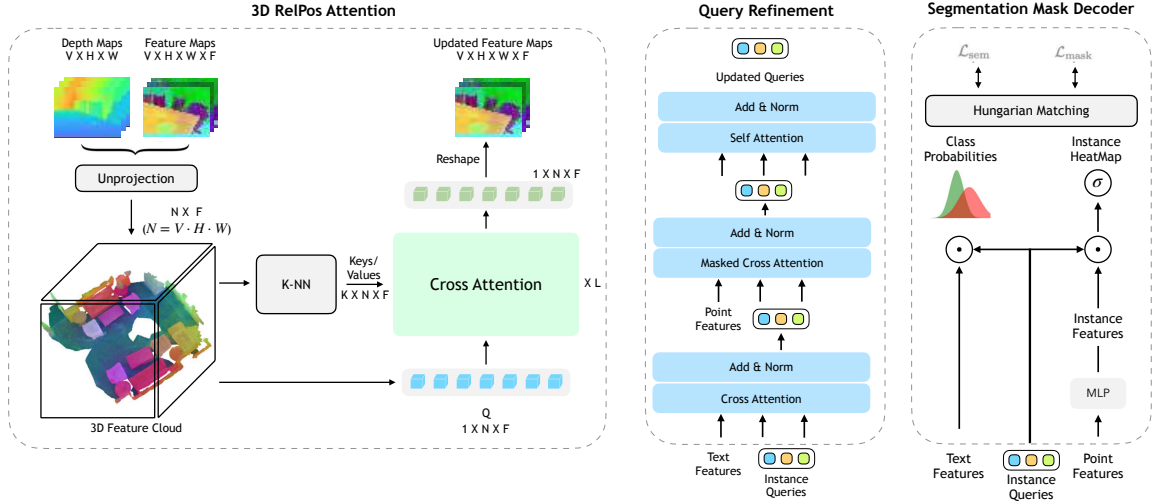 3D RelPos Attention
Depth Maps
V X H X W
Feature Maps
V X H X W X F
Updated Feature Maps
V X H X W X F
Unprojection
Reshape
1 X N X F
N X F
(N = V · H · W)
K-NN
Keys/
Values
K X N X F
Cross Attention
X L
3D Feature Cloud
Q
1 X N X F
Query Refinement
Updated Queries
Add & Norm
Self Attention
Add & Norm
Masked Cross Attention
Point
Features
Add & Norm
Cross Attention
Text
Features
Instance
Queries
Segmentation Mask Decoder
ℒsem
ℒmask
Hungarian Matching
Class
Probabilities
Instance
HeatMap
σ
Instance
Features
MLP
Text
Features
Instance
Queries
Point
Features